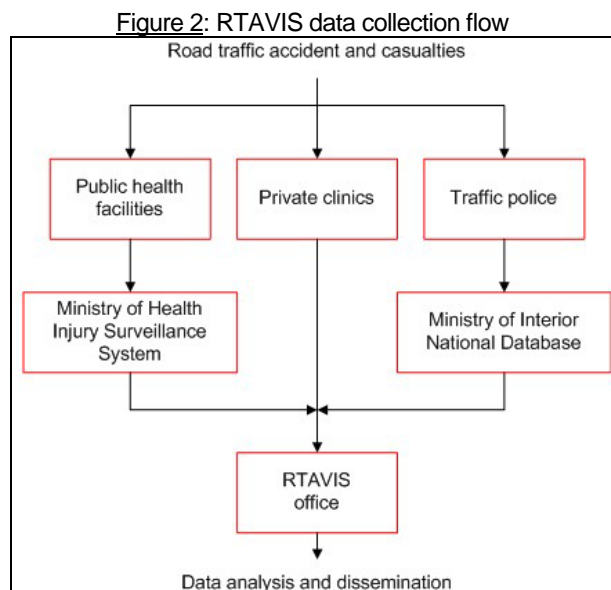 Figure 2: RTAVIS data collection flow
Road traffic accident and casualties
Public health
facilities
Private clinics
Traffic police
Ministry of Health
Injury Surveillance
System
Ministry of Interior
National Database
RTAVIS
office
Data analysis and dissemination